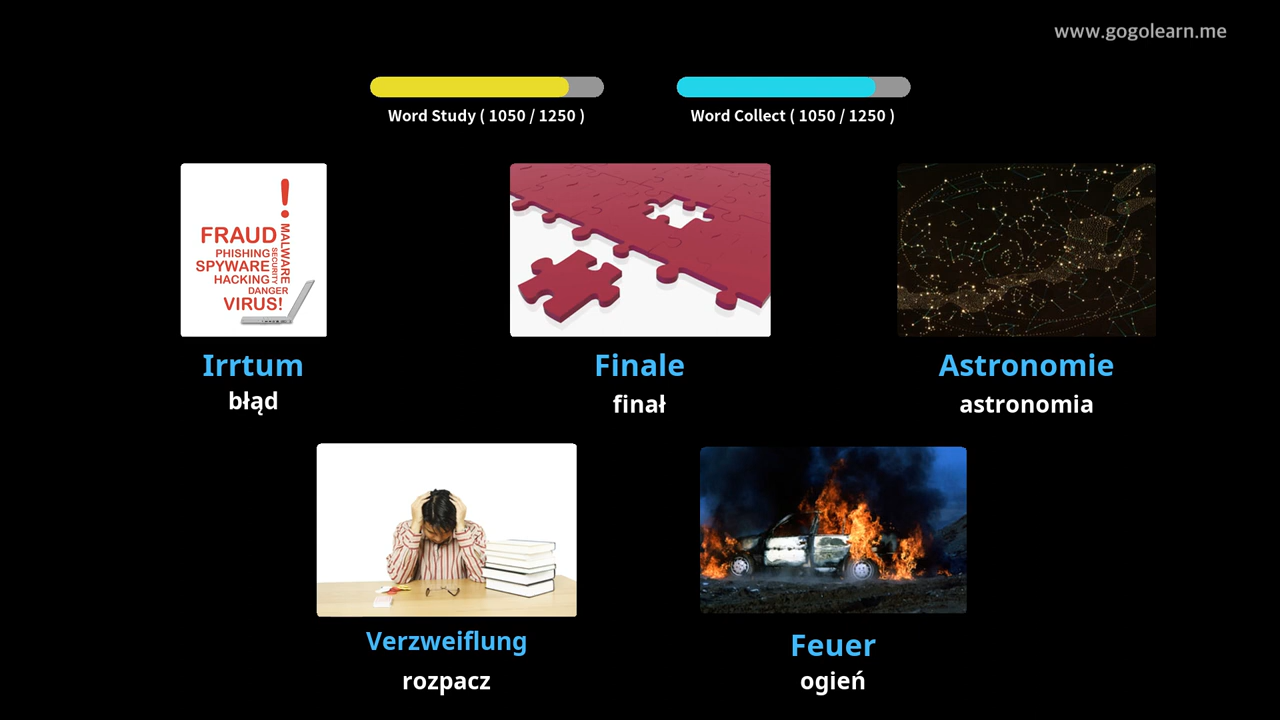 www.gogolearn.me
Word Study ( 1050 / 1250 )
Word Collect ( 1050 / 1250 )
!
FRAUD
MALWARE
SECURITY
PHISHING
SPYWARE
HACKING
DANGER
VIRUS!
Irrtum
błąd
Finale
finał
Astronomie
astronomia
Verzweiflung
rozpacz
Feuer
ogień